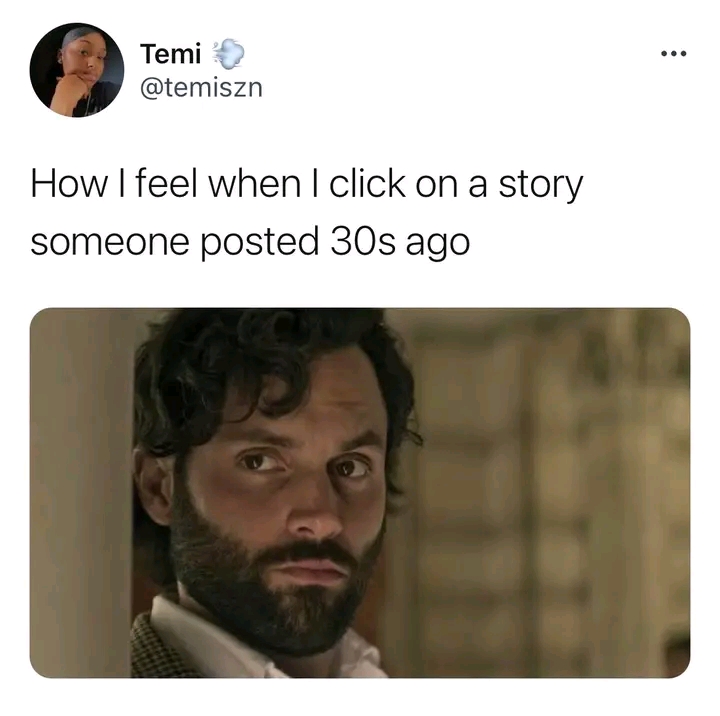 Temi 💨
@temiszn
How I feel when I click on a story
someone posted 30s ago